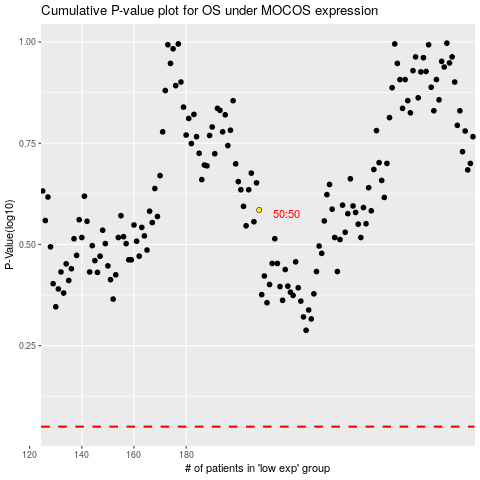 Cumulative P-value plot for OS under MOCOS expression
P-Value(log10)
1.00
0.75
0.50
0.25
50:50
120 140 160 180
# of patients in 'low exp' group